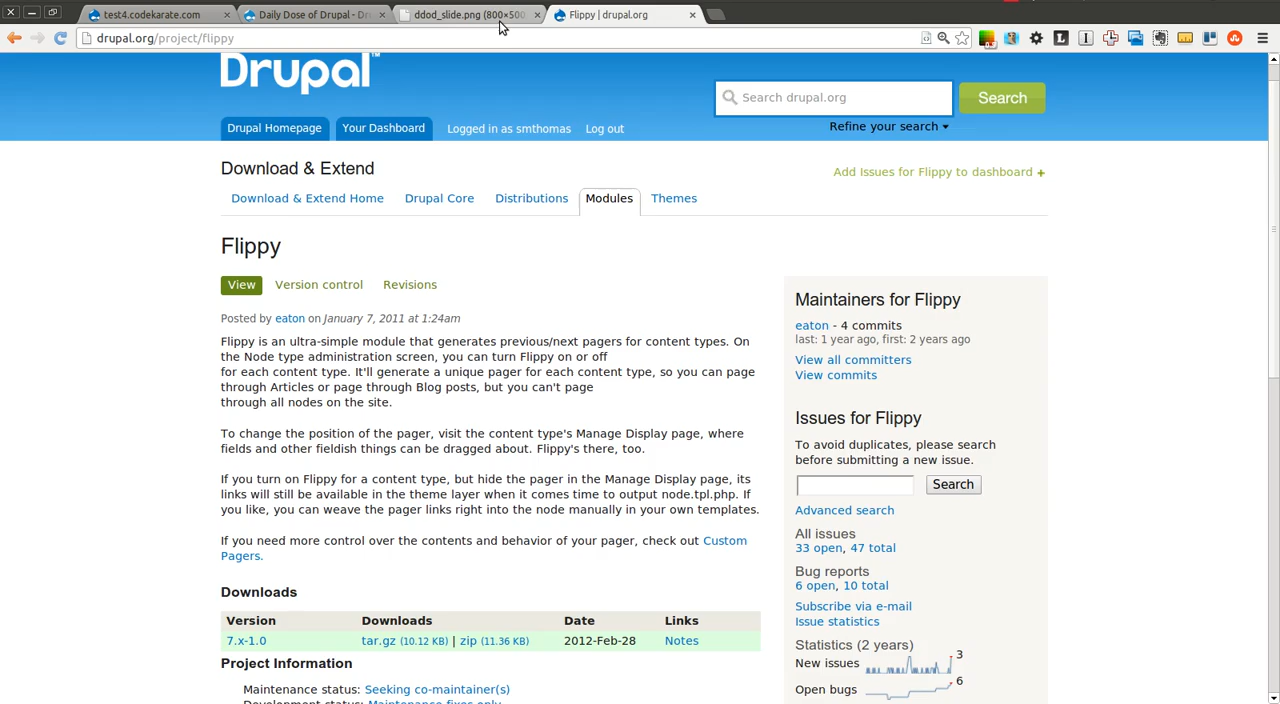 test4.codekarate.com
Daily Dose of Drupal - Dr
ddod_slide.png (800×500
Flippy | drupal.org
drupal.org/project/flippy
Drupal
Search drupal.org
Search
Refine your search
Drupal Homepage
Your Dashboard
Logged in as smthomas
Log out
Download & Extend
Add Issues for Flippy to dashboard +
Download & Extend Home
Drupal Core
Distributions
Modules
Themes
Flippy
View
Version control
Revisions
Posted by eaton on January 7, 2011 at 1:24am
Flippy is an ultra-simple module that generates previous/next pagers for content types. On
the Node type administration screen, you can turn Flippy on or off
for each content type. It'll generate a unique pager for each content type, so you can page
through Articles or page through Blog posts, but you can't page
through all nodes on the site.
To change the position of the pager, visit the content type's Manage Display page, where
fields and other fieldish things can be dragged about. Flippy's there, too.
If you turn on Flippy for a content type, but hide the pager in the Manage Display page, its
links will still be available in the theme layer when it comes time to output node.tpl.php. If
you like, you can weave the pager links right into the node manually in your own templates.
If you need more control over the contents and behavior of your pager, check out Custom
Pagers.
Downloads
Version Downloads Date Links
7.x-1.0 tar.gz (10.12 KB) | zip (11.36 KB) 2012-Feb-28 Notes
Project Information
Maintenance status: Seeking co-maintainer(s)
Development status: Maintenance fixes only
Maintainers for Flippy
eaton - 4 commits
last: 1 year ago, first: 2 years ago
View all committers
View commits
Issues for Flippy
To avoid duplicates, please search
before submitting a new issue.
Search
Advanced search
All issues
33 open, 47 total
Bug reports
6 open, 10 total
Subscribe via e-mail
Issue statistics
Statistics (2 years)
New issues 3
Open bugs 6